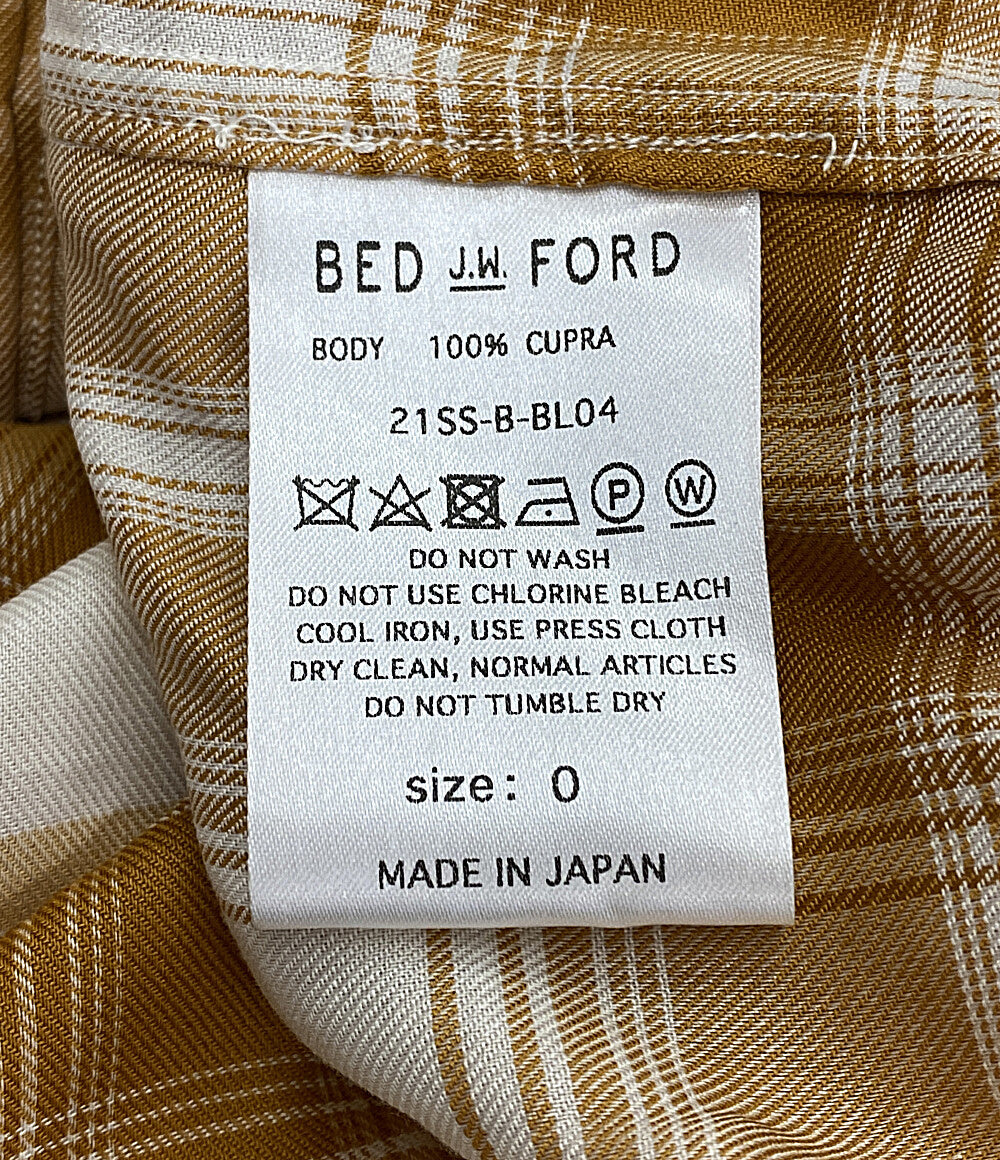 BED J.W. FORD
BODY 100% CUPRA
21SS-B-BL04
P W
DO NOT WASH
DO NOT USE CHLORINE BLEACH
COOL IRON, USE PRESS CLOTH
DRY CLEAN, NORMAL ARTICLES
DO NOT TUMBLE DRY
size: 0
MADE IN JAPAN